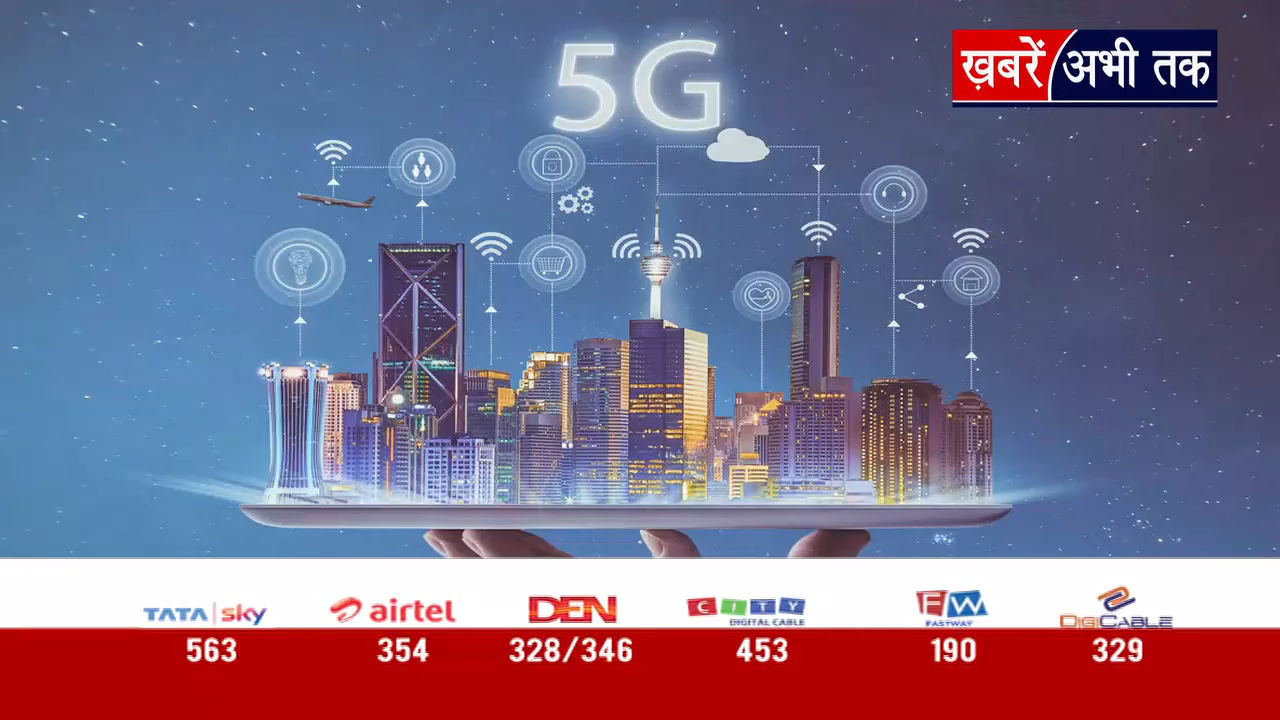 5G
ख़बरें अभी तक
TATA sky
airtel
DEN
CITY
DIGITAL CABLE
FW
FASTWAY
DIGICABLE
563
354
328/346
453
190
329